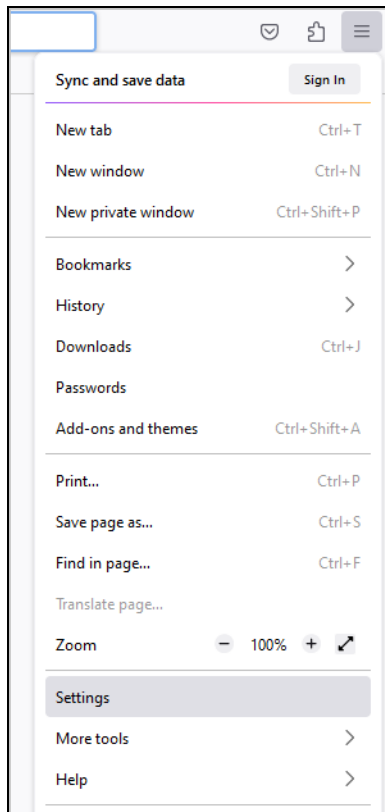 Sync and save data Sign In
New tab Ctrl+T
New window Ctrl+N
New private window Ctrl+Shift+P
Bookmarks
History
Downloads Ctrl+J
Passwords
Add-ons and themes Ctrl+Shift+A
Print... Ctrl+P
Save page as... Ctrl+S
Find in page... Ctrl+F
Translate page...
Zoom − 100% +
Settings
More tools
Help